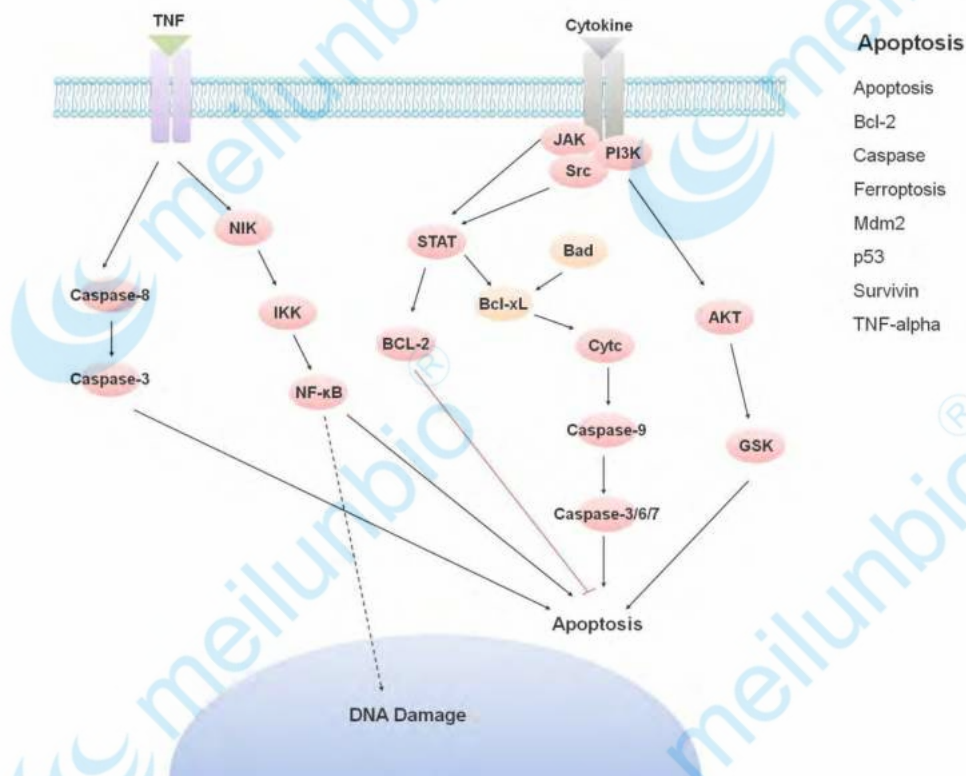 TNF
Cytokine
Apoptosis
Apoptosis
Bcl-2
Caspase
Ferroptosis
Mdm2
p53
Survivin
TNF-alpha
JAK
PI3K
Src
NIK
STAT
Bad
Caspase-8
IKK
Bcl-xL
AKT
BCL-2
Cytc
Caspase-3
NF-κB
Caspase-9
GSK
Caspase-3/6/7
Apoptosis
DNA Damage
meilunbio®
meilunbio®
meilunbio